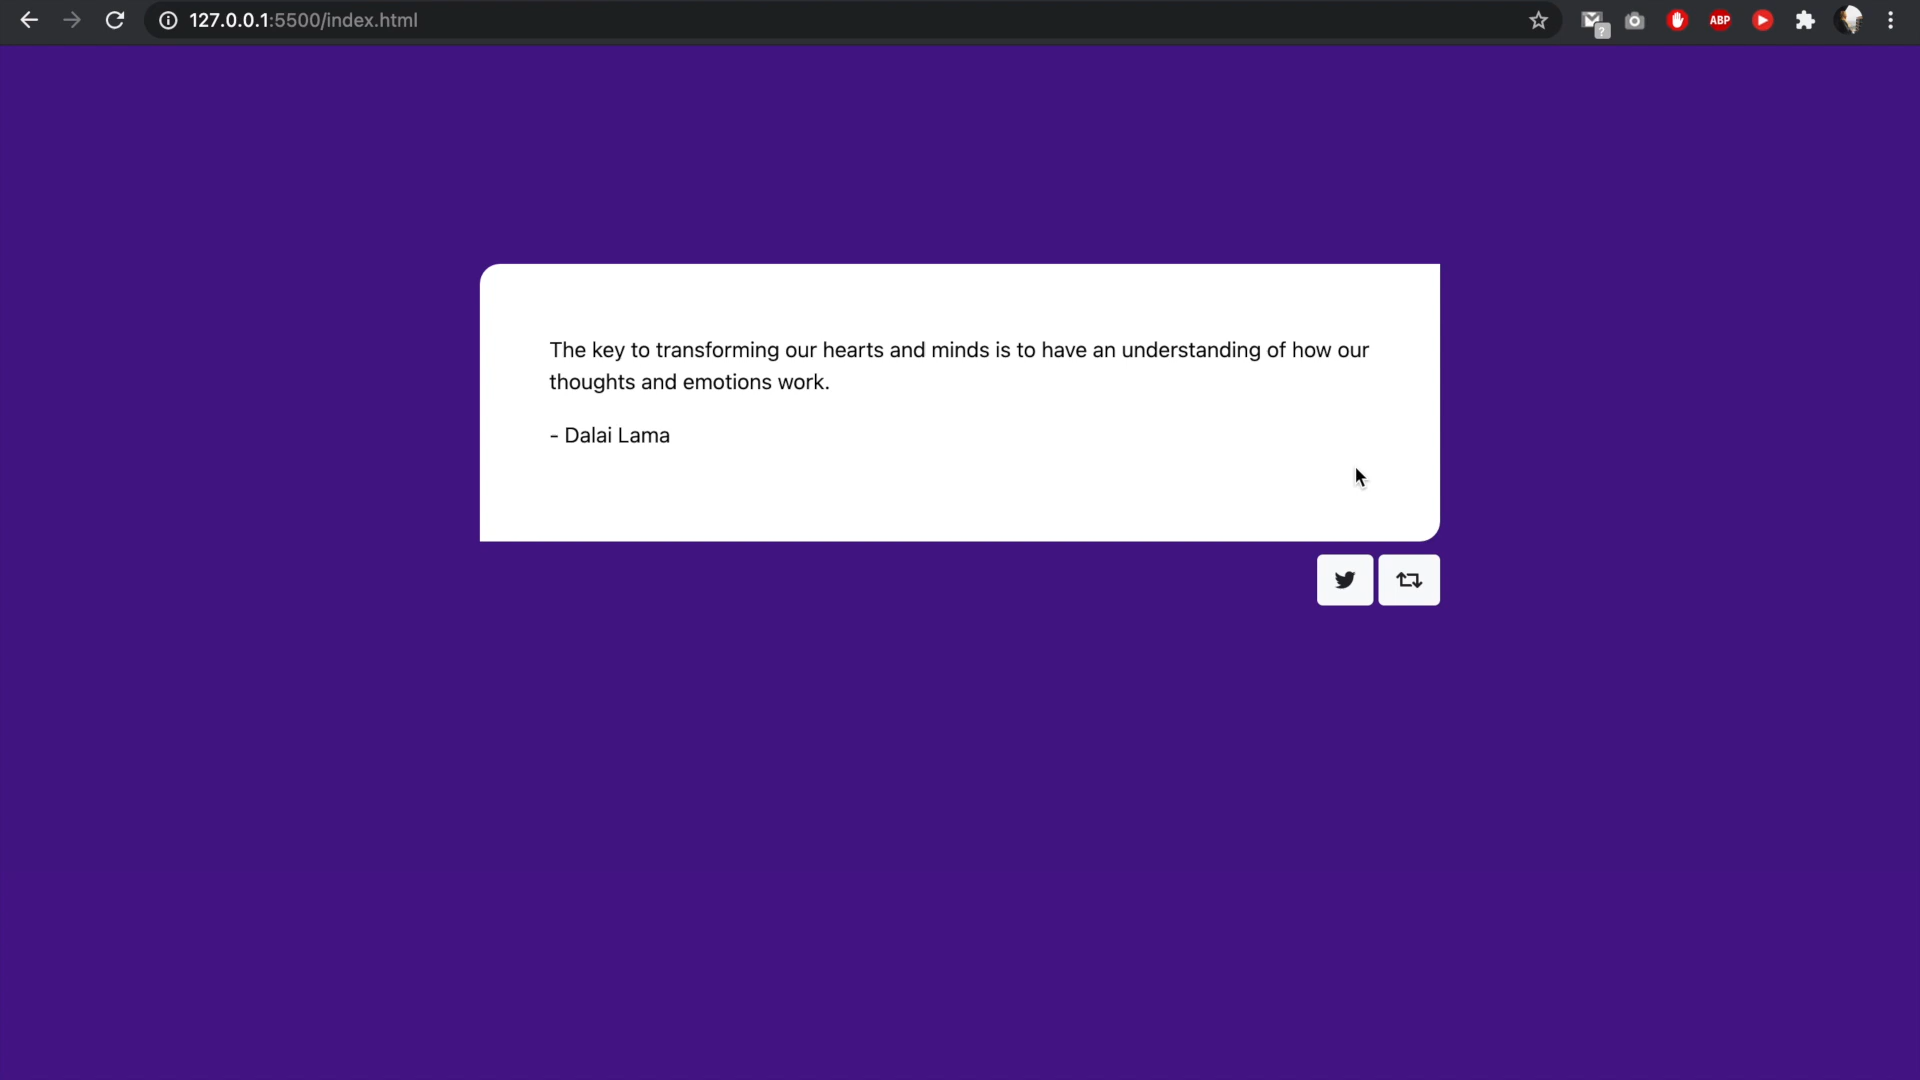 127.0.0.1:5500/index.html
?
ABP
The key to transforming our hearts and minds is to have an understanding of how our
thoughts and emotions work.
- Dalai Lama